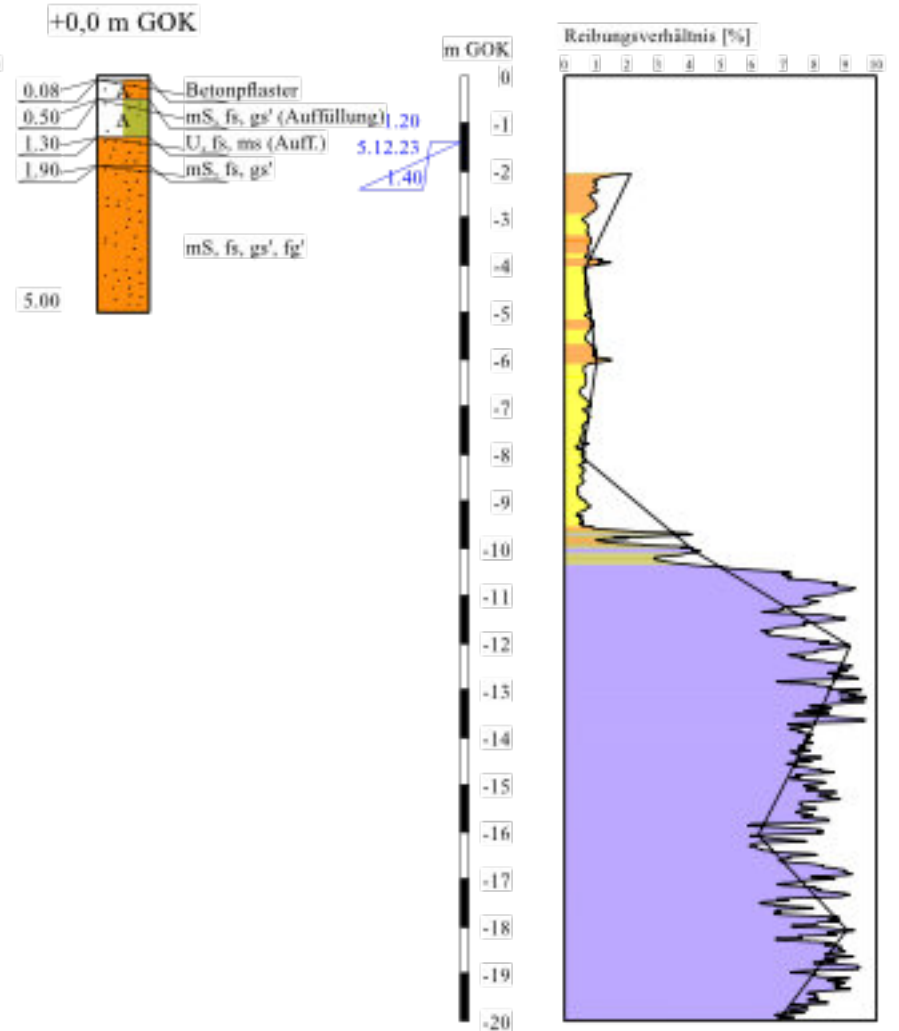 +0,0 m GOK
0.08
Betonpflaster
0.50
mS, fs, gs' (Auffüllung)
1.30
U, fs, ms (Auff.)
1.90
mS, fs, gs'
mS, fs, gs', fg'
5.00
A
A
1.20
5.12.23
1.40
m GOK
0
-1
-2
-3
-4
-5
-6
-7
-8
-9
-10
-11
-12
-13
-14
-15
-16
-17
-18
-19
-20
Reibungsverhältnis [%]
0 1 2 3 4 5 6 7 8 9 10